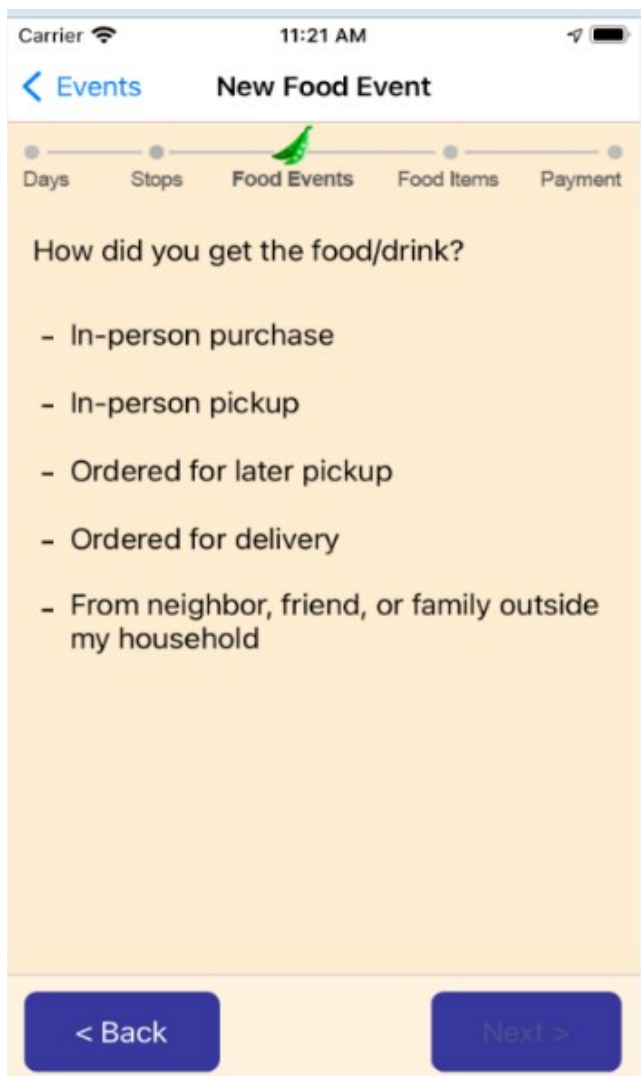 Carrier 11:21 AM
< Events New Food Event
Days Stops Food Events Food Items Payment
How did you get the food/drink?
- In-person purchase
- In-person pickup
- Ordered for later pickup
- Ordered for delivery
- From neighbor, friend, or family outside
my household
< Back Next >